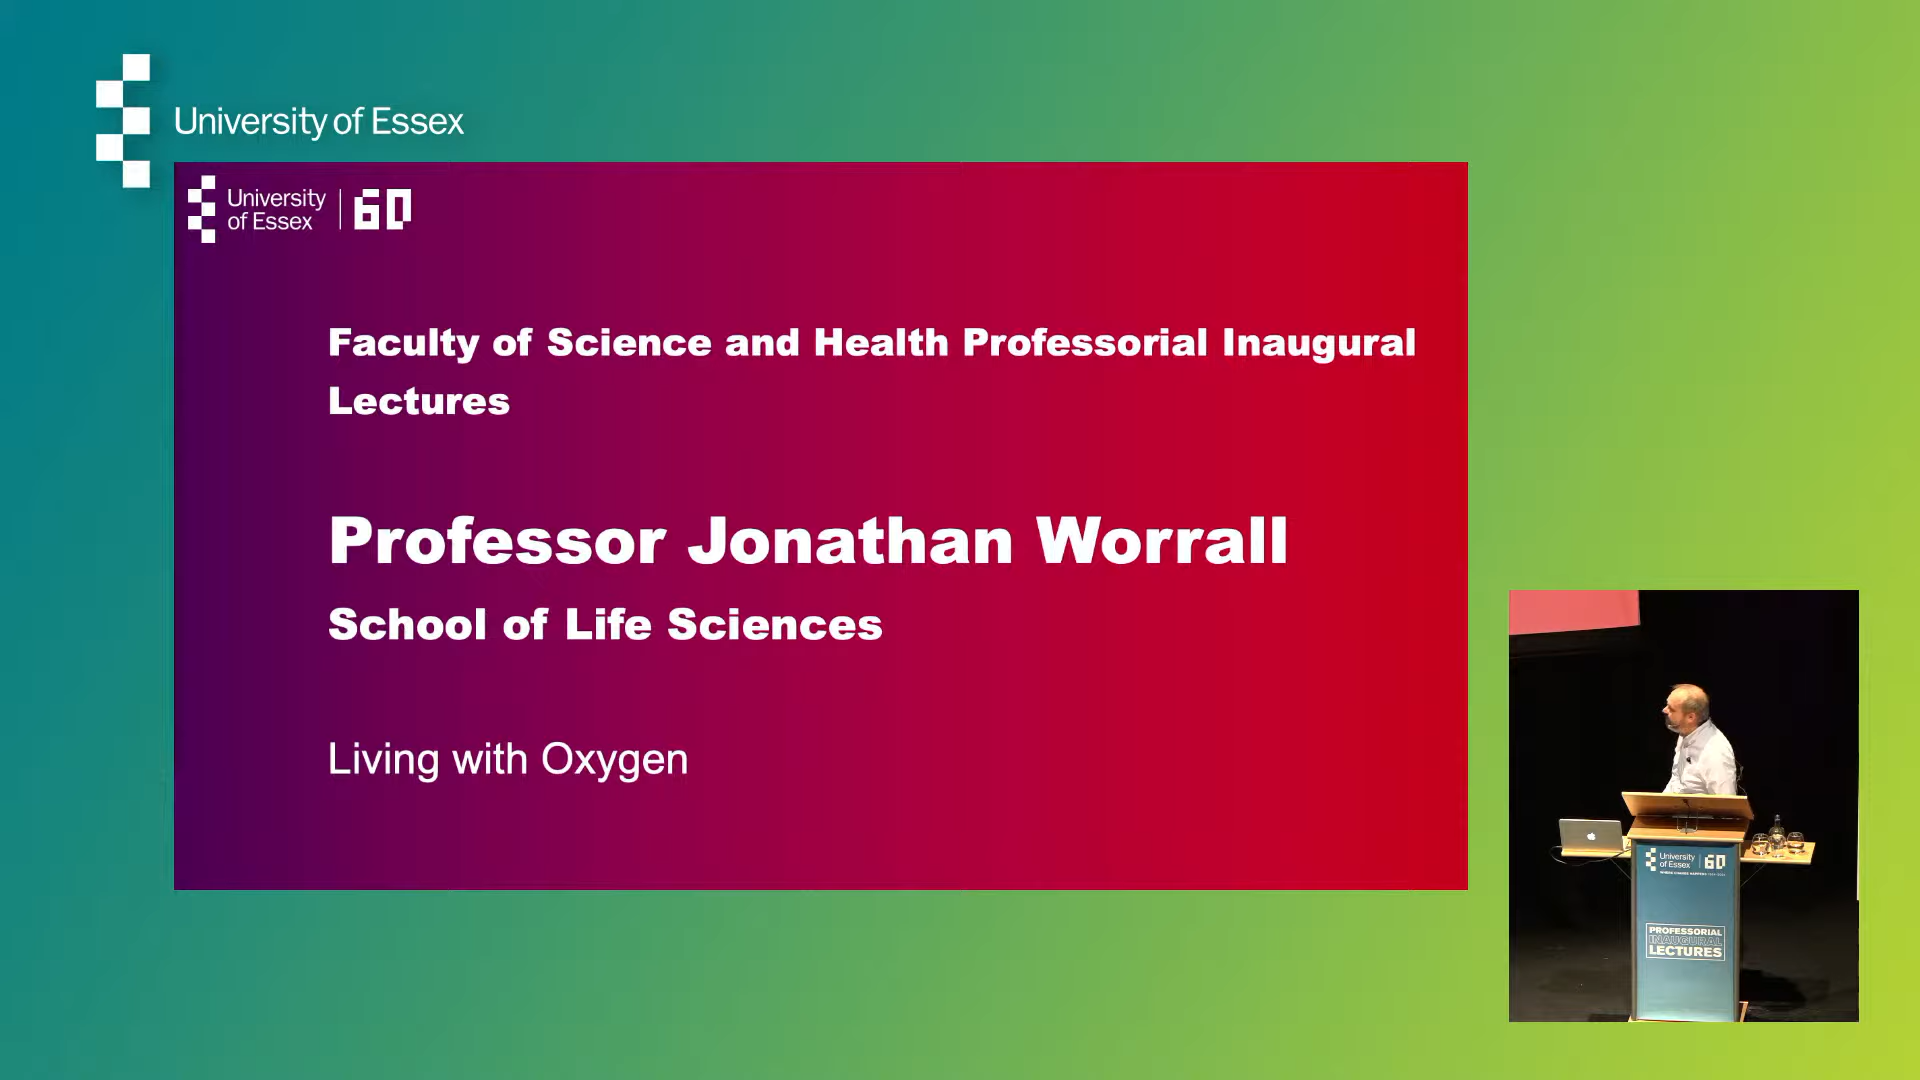 University of Essex
University
of Essex
60
Faculty of Science and Health Professorial Inaugural
Lectures
Professor Jonathan Worrall
School of Life Sciences
Living with Oxygen
University
of Essex
60
PROFESSORIAL
INAUGURAL
LECTURES